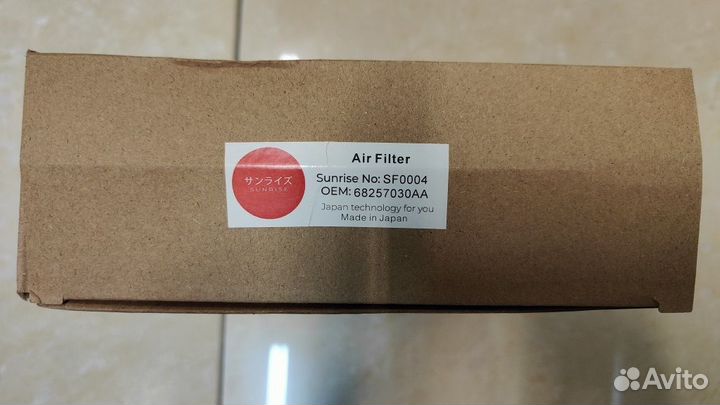 サンライズ
SUNRISE
Air Filter
Sunrise No: SF0004
OEM: 68257030AA
Japan technology for you
Made in Japan
Avito